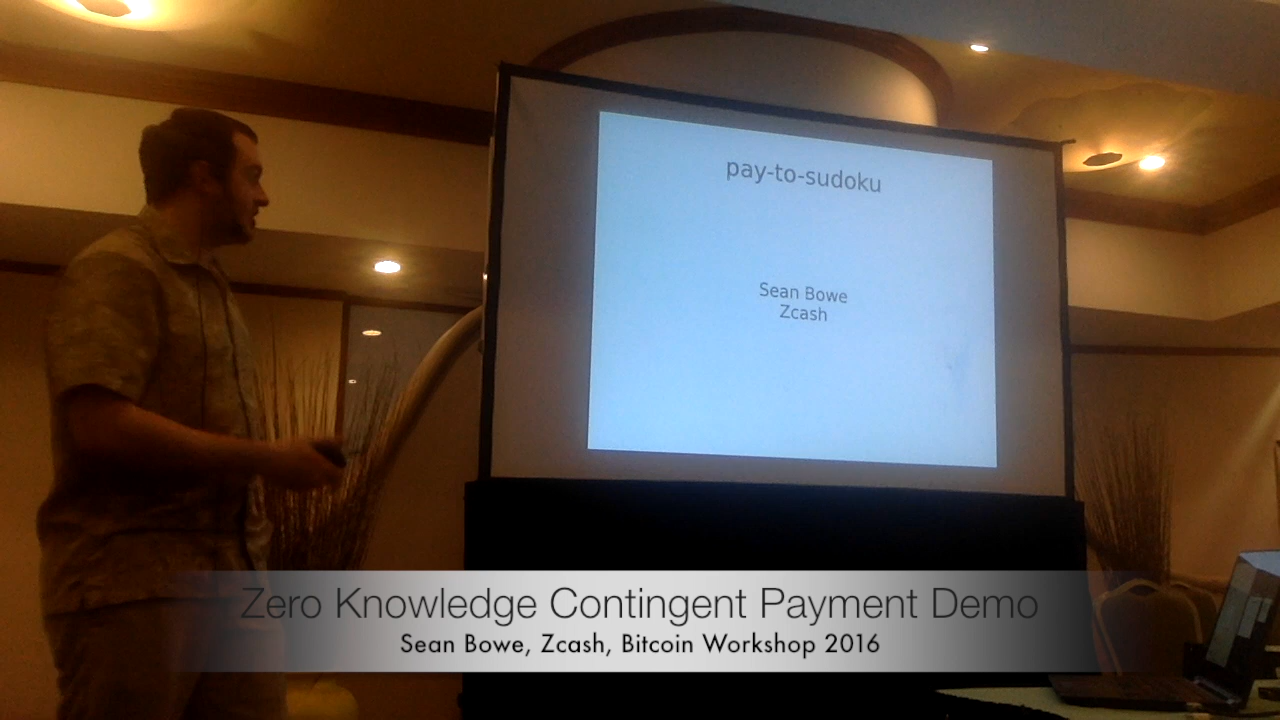 pay-to-sudoku
Sean Bowe
Zcash
Zero Knowledge Contingent Payment Demo
Sean Bowe, Zcash, Bitcoin Workshop 2016